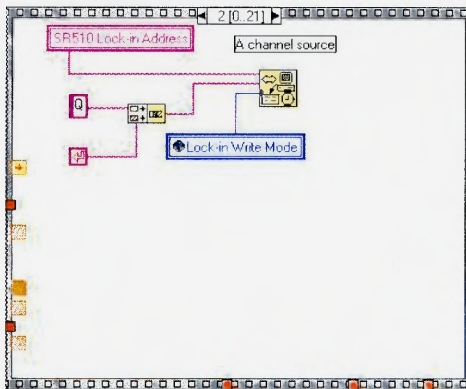 2 [0..21]
SR510 Lock-in Address
A channel source
Q
Lock-in Write Mode